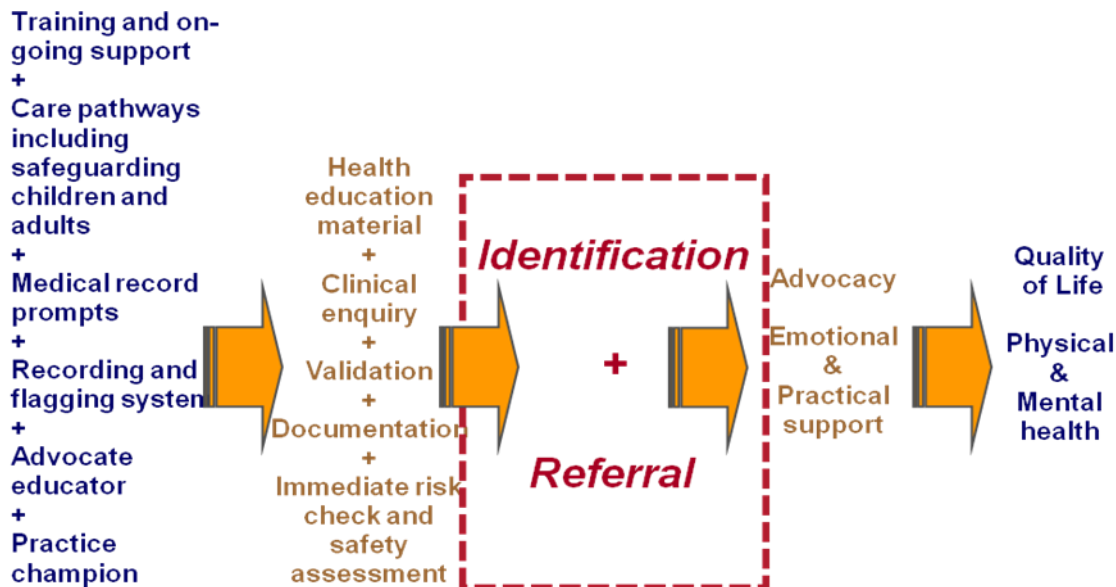 Training and on-
going support
+
Care pathways
including
safeguarding
children and
adults
+
Medical record
prompts
+
Recording and
flagging system
+
Advocate
educator
+
Practice
champion
Health
education
material
+
Clinical
enquiry
+
Validation
+
Documentation
+
Immediate risk
check and
safety
assessment
Identification
+
Referral
Advocacy
Emotional
&
Practical
support
Quality
of Life
Physical
&
Mental
health